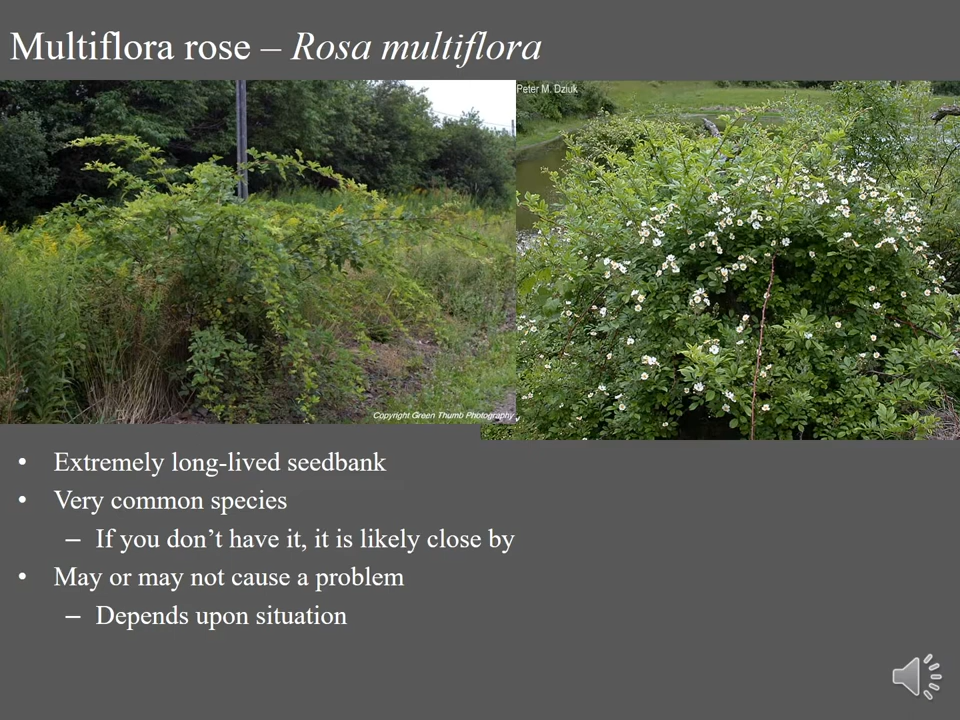 Multiflora rose – Rosa multiflora
Peter M. Dziuk
Copyright Green Thumb Photography
• Extremely long-lived seedbank
• Very common species
– If you don’t have it, it is likely close by
• May or may not cause a problem
– Depends upon situation